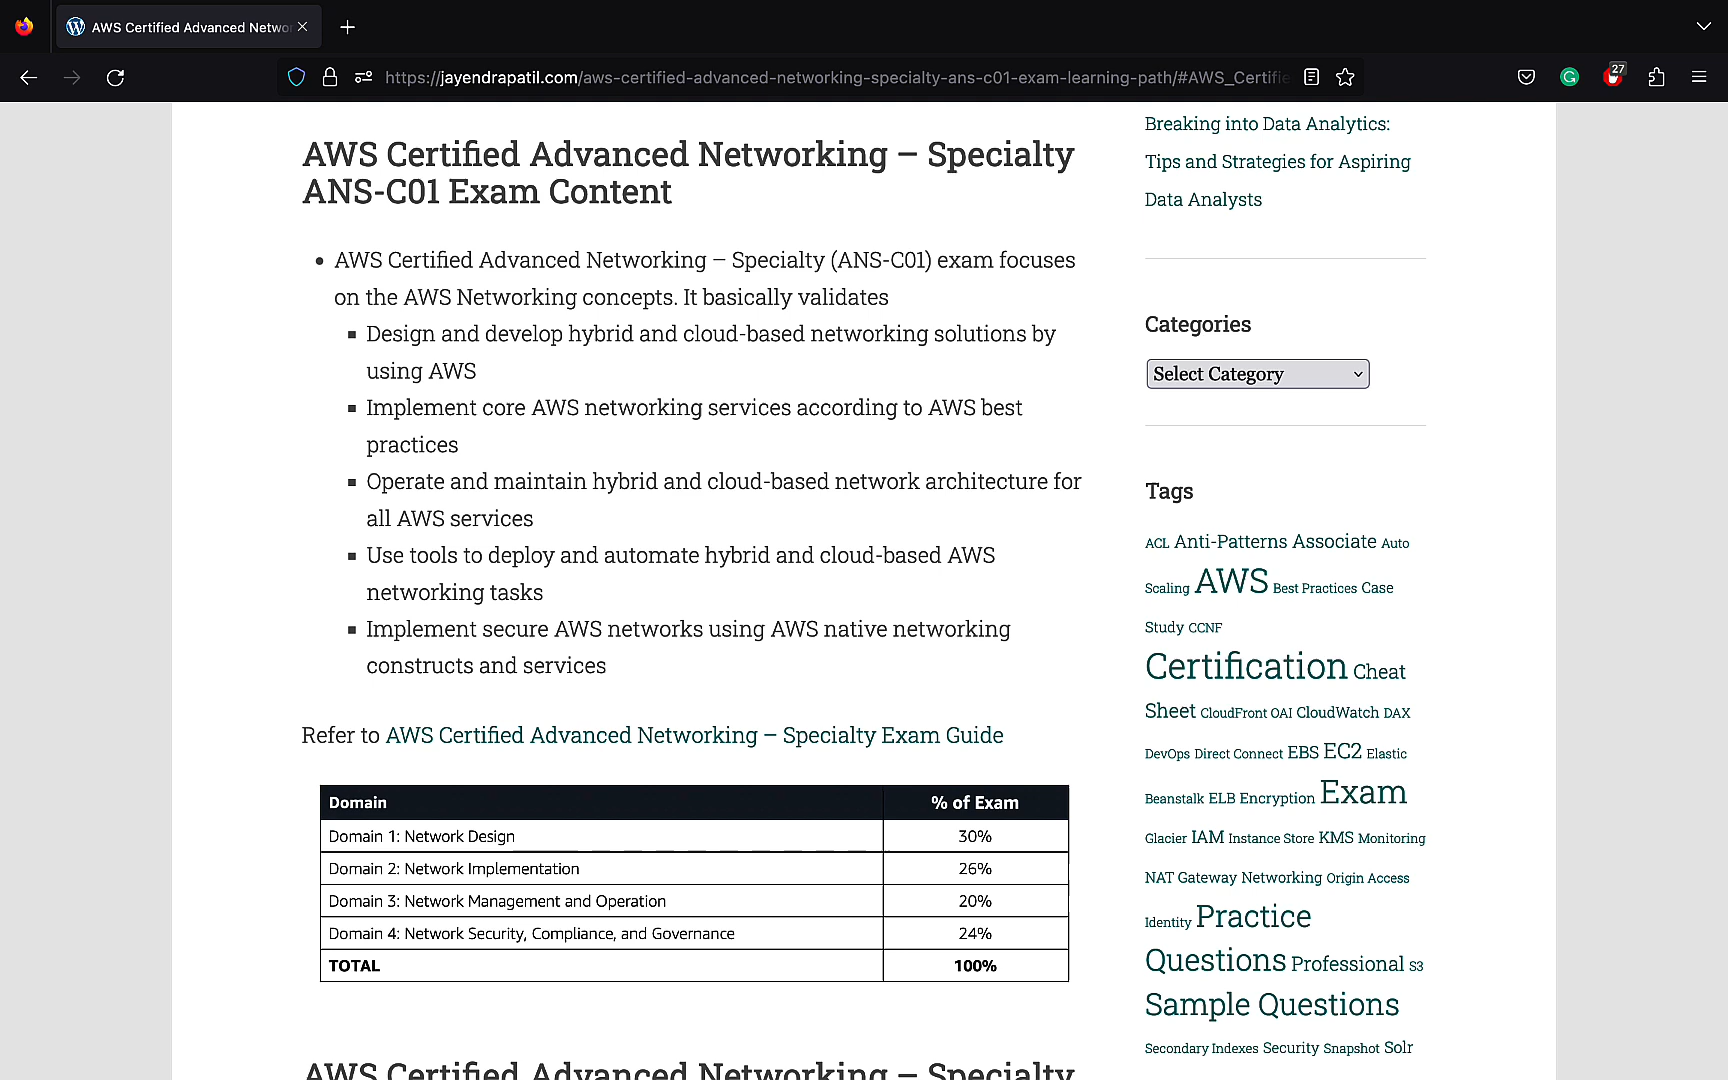 AWS Certified Advanced Networ
https://jayendrapatil.com/aws-certified-advanced-networking-specialty-ans-c01-exam-learning-path/#AWS_Certifie
27
AWS Certified Advanced Networking – Specialty
ANS-C01 Exam Content
AWS Certified Advanced Networking – Specialty (ANS-C01) exam focuses
on the AWS Networking concepts. It basically validates
Design and develop hybrid and cloud-based networking solutions by
using AWS
Implement core AWS networking services according to AWS best
practices
Operate and maintain hybrid and cloud-based network architecture for
all AWS services
Use tools to deploy and automate hybrid and cloud-based AWS
networking tasks
Implement secure AWS networks using AWS native networking
constructs and services
Refer to AWS Certified Advanced Networking – Specialty Exam Guide
Domain % of Exam
Domain 1: Network Design 30%
Domain 2: Network Implementation 26%
Domain 3: Network Management and Operation 20%
Domain 4: Network Security, Compliance, and Governance 24%
TOTAL 100%
AWS Certified Advanced Networking – Specialty
Breaking into Data Analytics:
Tips and Strategies for Aspiring
Data Analysts
Categories
Select Category
Tags
ACL Anti-Patterns Associate Auto
Scaling AWS Best Practices Case
Study CCNF
Certification Cheat
Sheet CloudFront OAI CloudWatch DAX
DevOps Direct Connect EBS EC2 Elastic
Beanstalk ELB Encryption Exam
Glacier IAM Instance Store KMS Monitoring
NAT Gateway Networking Origin Access
Identity Practice
Questions Professional S3
Sample Questions
Secondary Indexes Security Snapshot Solr